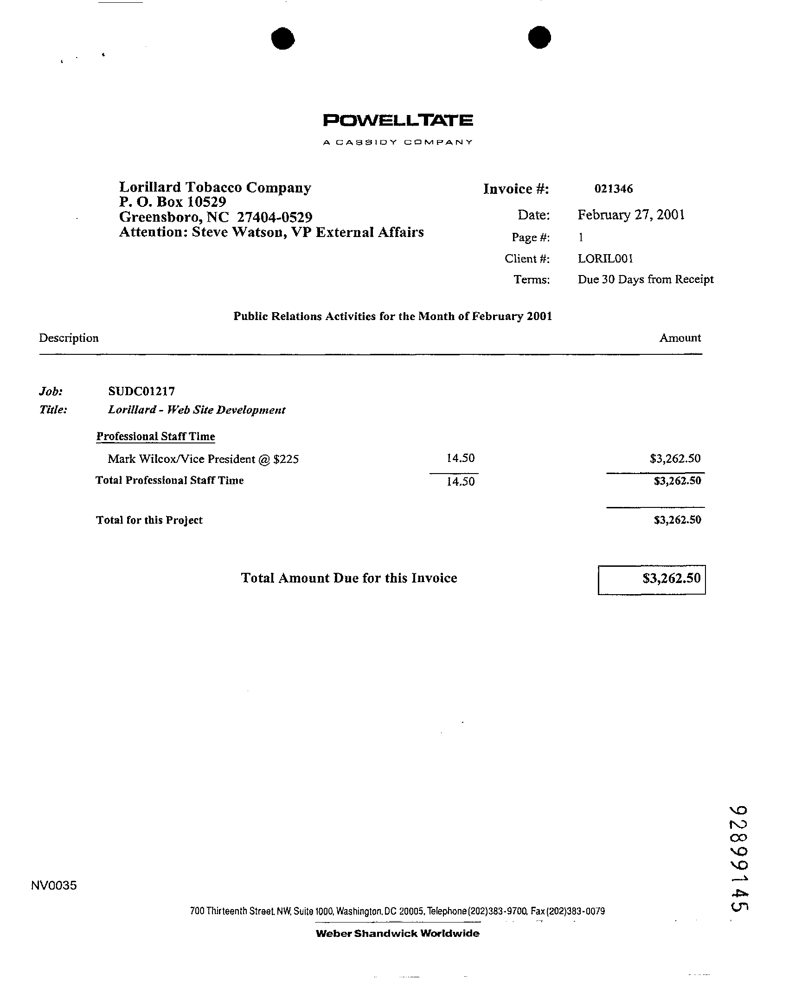 POWELLTATE
A CASSIDY COMPANY
Lorillard Tobacco Company
P. O. Box 10529
Greensboro, NC 27404-0529
Attention: Steve Watson, VP External Affairs
Invoice #: 021346
Date: February 27, 2001
Page #: 1
Client #: LORIL001
Terms: Due 30 Days from Receipt
Public Relations Activities for the Month of February 2001
Description Amount
Job: SUDC01217
Title: Lorillard - Web Site Development
Professional Staff Time
Mark Wilcox/Vice President @ $225 14.50 $3,262.50
Total Professional Staff Time 14.50 $3,262.50
Total for this Project $3,262.50
Total Amount Due for this Invoice $3,262.50
92899145
NV0035
700 Thirteenth Street, NW, Suite 1000, Washington, DC 20005, Telephone (202)383-9700, Fax (202)383-0079
Weber Shandwick Worldwide